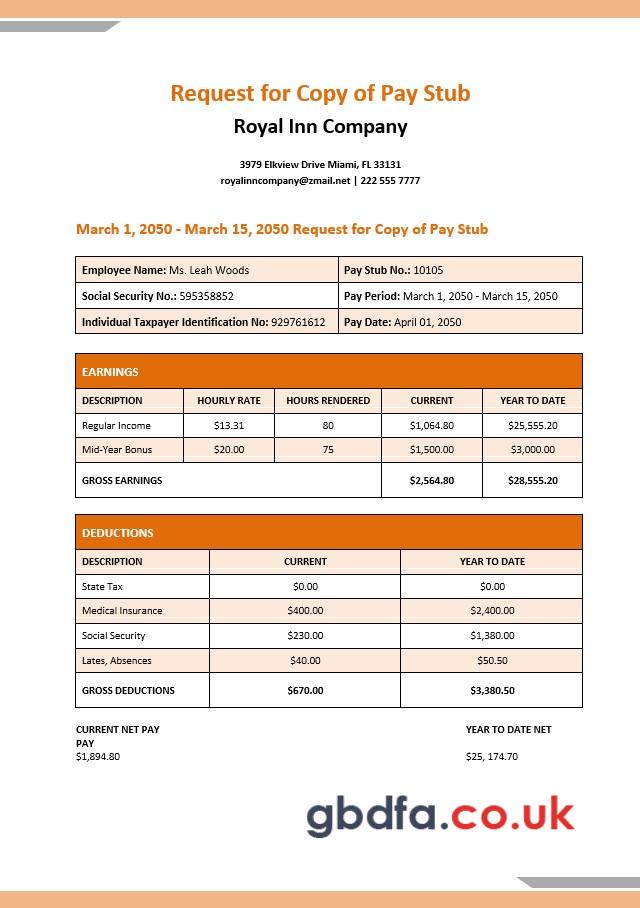 Request for Copy of Pay Stub
Royal Inn Company
3979 Elkview Drive Miami, FL 33131
royalinncompany@zmail.net | 222 555 7777
March 1, 2050 - March 15, 2050 Request for Copy of Pay Stub
Employee Name: Ms. Leah Woods Pay Stub No.: 10105
Social Security No.: 595358852 Pay Period: March 1, 2050 - March 15, 2050
Individual Taxpayer Identification No: 929761612 Pay Date: April 01, 2050
EARNINGS
DESCRIPTION HOURLY RATE HOURS RENDERED CURRENT YEAR TO DATE
Regular Income $13.31 80 $1,064.80 $25,555.20
Mid-Year Bonus $20.00 75 $1,500.00 $3,000.00
GROSS EARNINGS $2,564.80 $28,555.20
DEDUCTIONS
DESCRIPTION CURRENT YEAR TO DATE
State Tax $0.00 $0.00
Medical Insurance $400.00 $2,400.00
Social Security $230.00 $1,380.00
Lates, Absences $40.00 $50.50
GROSS DEDUCTIONS $670.00 $3,380.50
CURRENT NET PAY YEAR TO DATE NET
PAY
$1,894.80 $25, 174.70
gbdfa.co.uk